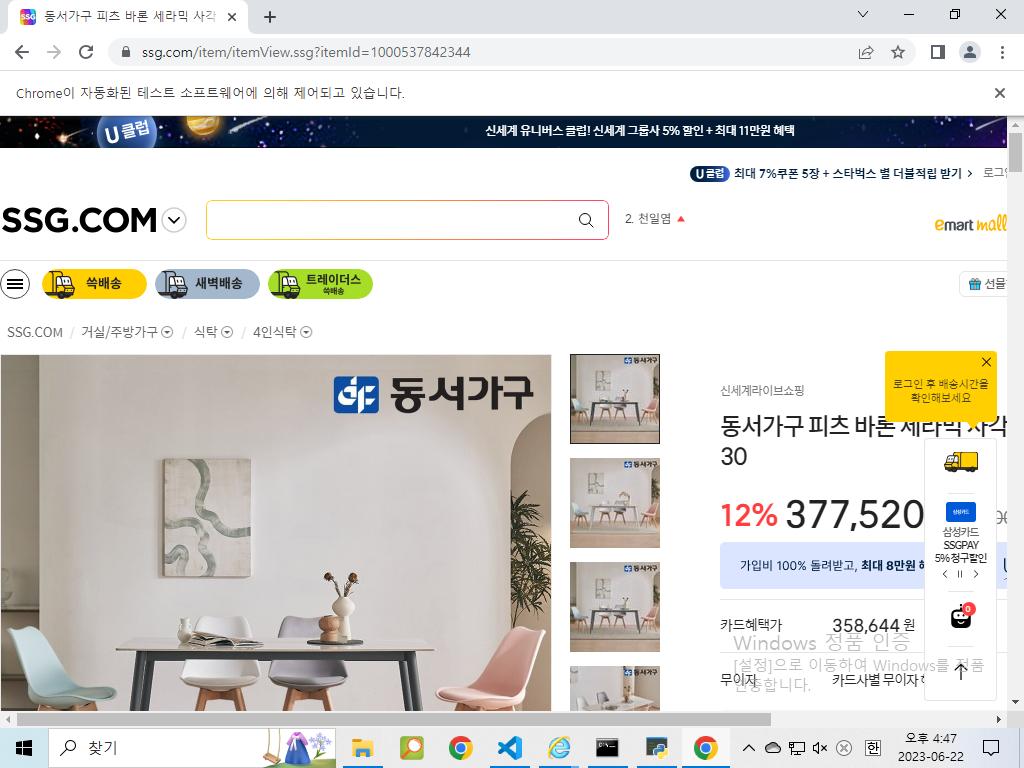 동서가구 피츠 바론 세라믹 사각
ssg.com/item/itemView.ssg?itemId=1000537842344
Chrome이 자동화된 테스트 소프트웨어에 의해 제어되고 있습니다.
U 클럽
신세계 유니버스 클럽! 신세계 그룹사 5% 할인 + 최대 11만원 혜택
U 클럽 최대 7%쿠폰 5장 + 스타벅스 별 더블적립 받기 로그인
SSG.COM
2. 천일염
emart mall
쓱배송
새벽배송
트레이더스
쓱배송
선물
SSG.COM / 거실/주방가구 / 식탁 / 4인식탁
동서가구
로그인 후 배송시간을
확인해보세요
신세계라이브쇼핑
동서가구 피츠 바론 세라믹 사각
30
12% 377,520
삼성카드
삼성카드
SSGPAY
5% 청구할인
가입비 100% 돌려받고, 최대 8만원
0
카드혜택가 358,644 원
Windows 정품 인증
[설정]으로 이동하여 Windows를 정품
인증합니다.
무이자 카드사별 무이자
찾기
오후 4:47
한
2023-06-22